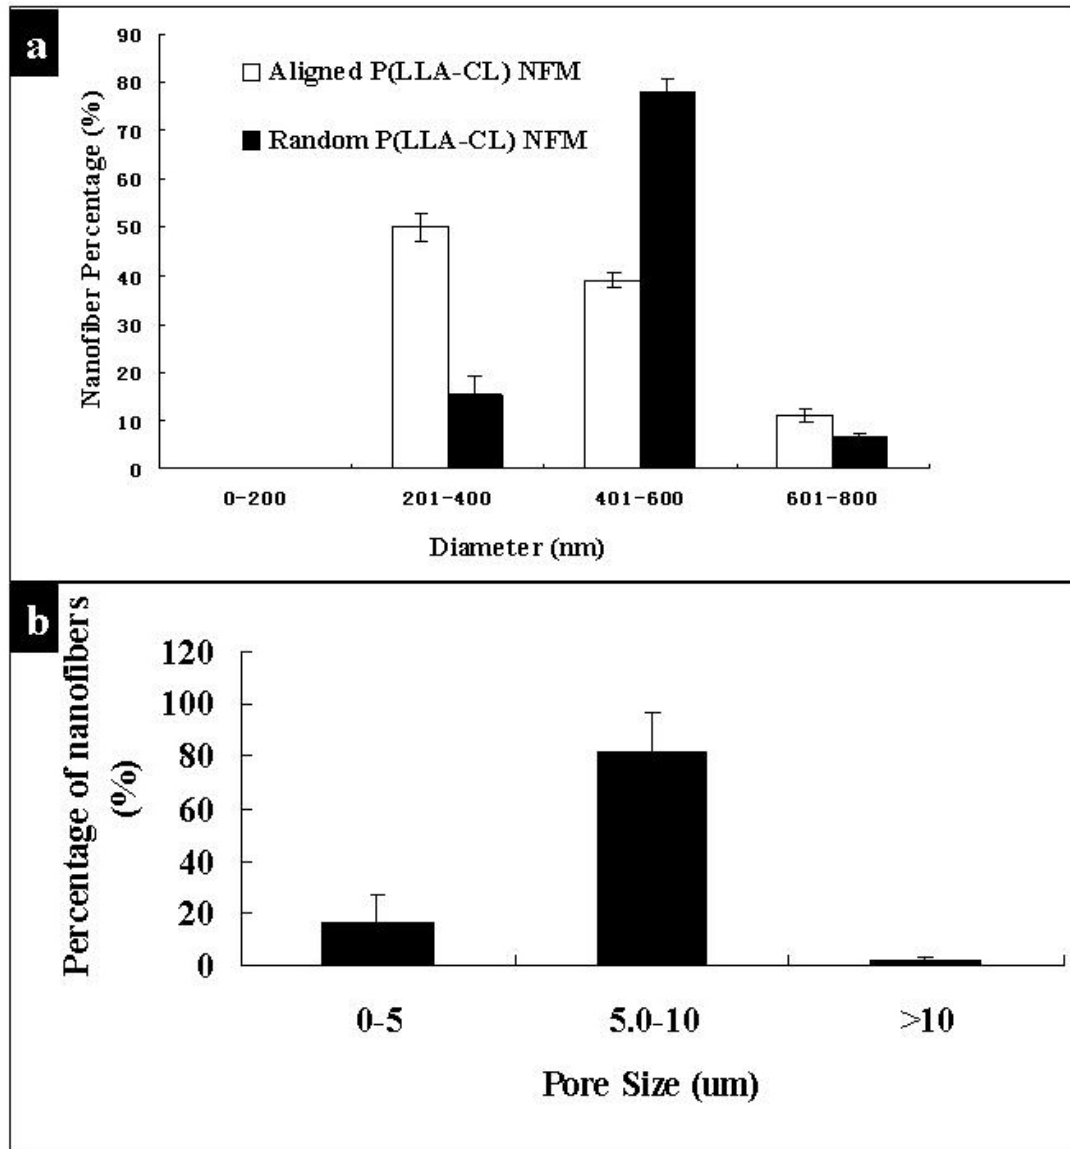 a
90
80
70
60
50
40
30
20
10
0
Nanofiber Percentage (%)
Aligned P(LLA-CL) NFM
Random P(LLA-CL) NFM
0-200 201-400 401-600 601-800
Diameter (nm)
b
120
100
80
60
40
20
0
Percentage of nanofibers
(%)
0-5 5.0-10 >10
Pore Size (um)